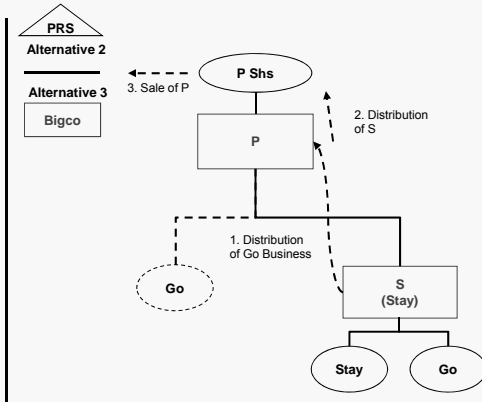 PRS
Alternative 2
Alternative 3
Bigco
3. Sale of P
P Shs
P
2. Distribution
of S
1. Distribution
of Go Business
Go
S
(Stay)
Stay
Go